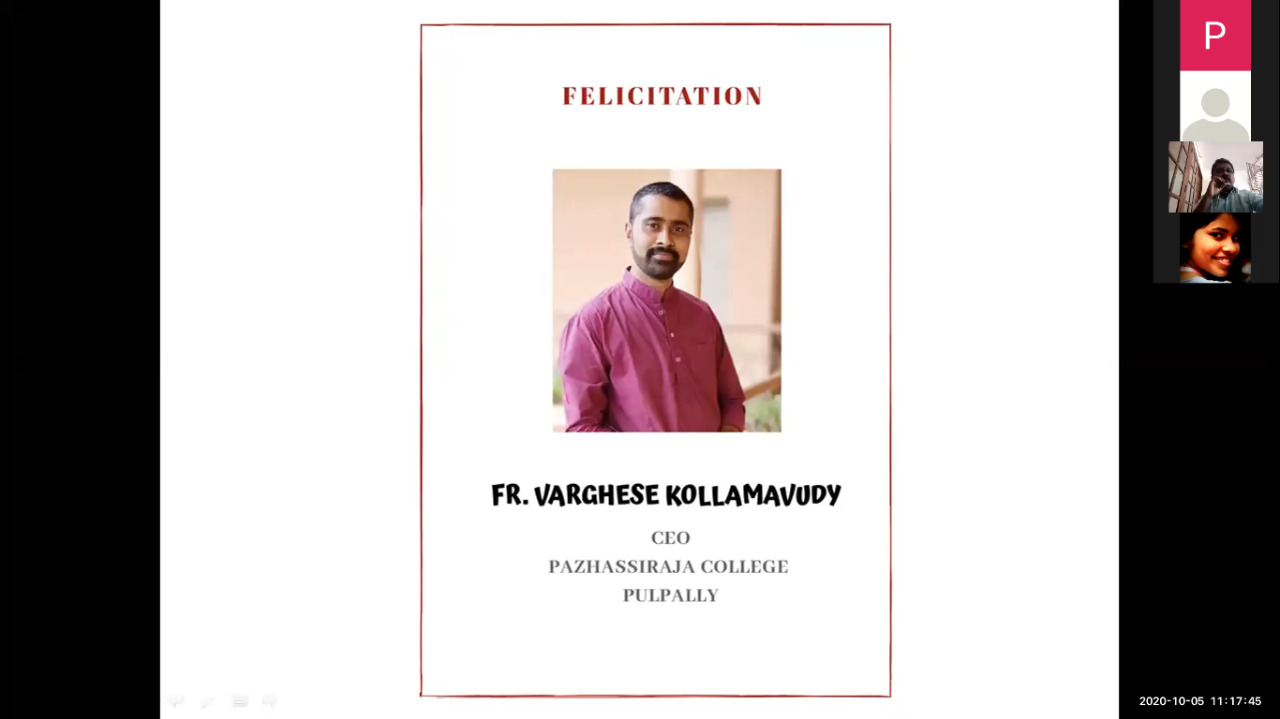 FELICITATION
FR. VARGHESE KOLLAMAVUDY
CEO
PAZHASSIRAJA COLLEGE
PULPALLY
P
2020-10-05 11:17:45